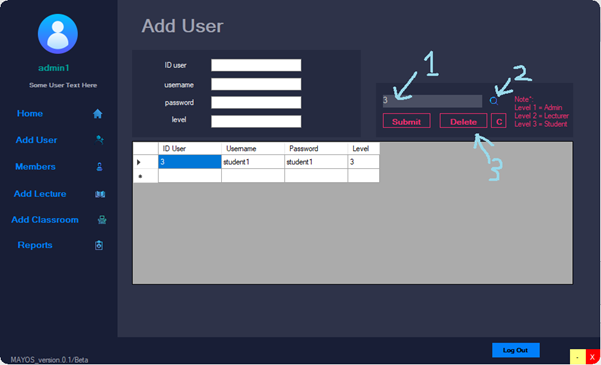 Add User
admin1
Some User Text Here
Home
Add User
Members
Add Lecture
Add Classroom
Reports
ID user
username
password
level
1
2
3
Note*:
Level 1 = Admin
Level 2 = Lecturer
Level 3 = Student
Submit Delete C
3
ID User Username Password Level
3 student1 student1 3
Log Out
MAYOS_version.0.1/Beta
- X